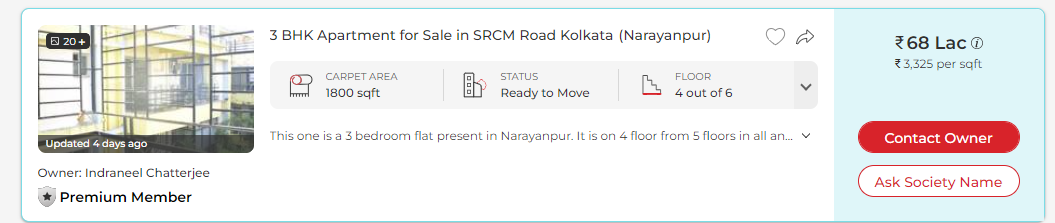 20 +
Updated 4 days ago
Owner: Indraneel Chatterjee
Premium Member
3 BHK Apartment for Sale in SRCM Road Kolkata (Narayanpur)
CARPET AREA
1800 sqft
STATUS
Ready to Move
FLOOR
4 out of 6
This one is a 3 bedroom flat present in Narayanpur. It is on 4 floor from 5 floors in all an...
₹68 Lac
₹ 3,325 per sqft
Contact Owner
Ask Society Name